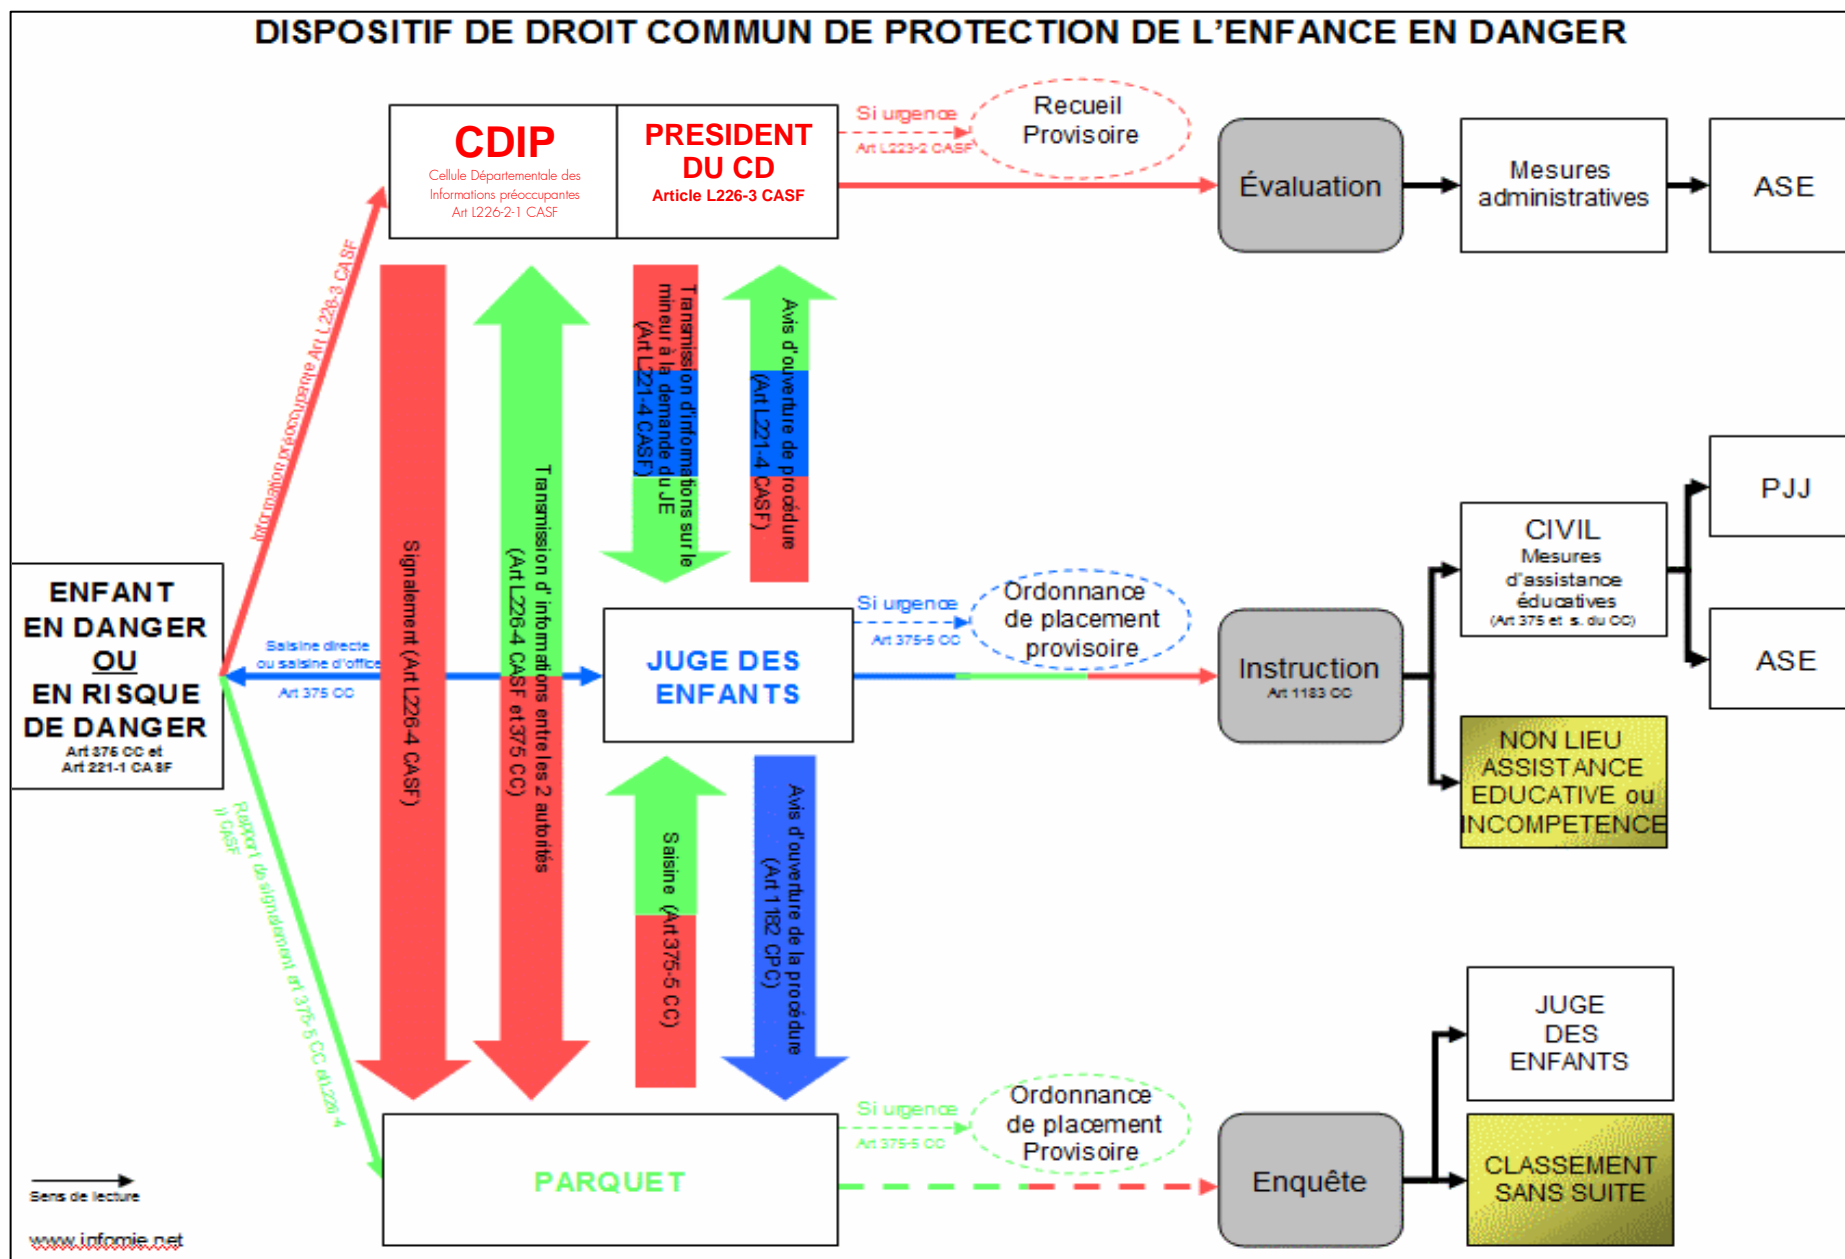 DISPOSITIF DE DROIT COMMUN DE PROTECTION DE L'ENFANCE EN DANGER
CDIP
Cellule Départementale des
Informations préoccupantes
Art L226-2-1 CASF
PRESIDENT
DU CD
Article L226-3 CASF
Si urgence
Art L223-2 CASF
Recueil
Provisoire
Évaluation
Mesures
administratives
ASE
Information préoccupante Art L226-3 CASF
Signalement (Art L226-4 CASF)
Transmission d' informations entre les 2 autorités
(Art L226-4 CASF et 375 CC)
Transmission d'informations sur le
mineur à la demande du JE
(Art L221-4 CASF)
Avis d'ouverture de procédure
(Art L221-4 CASF)
ENFANT
EN DANGER
OU
EN RISQUE
DE DANGER
Art 375 CC et
Art 221-1 CASF
Saisine directe
ou saisine d'office
Art 375 CC
JUGE DES
ENFANTS
Si urgence
Art 375-5 CC
Ordonnance
de placement
provisoire
Instruction
Art 1183 CC
CIVIL
Mesures
d'assistance
éducatives
(Art 375 et s. du CC)
PJJ
ASE
NON LIEU
ASSISTANCE
EDUCATIVE ou
INCOMPETENCE
Rapport de signalement art 375-5 CC et L226-4
CASF
Saisine (Art 375-5 CC)
Avis d'ouverture de la procédure
(Art 1182 CPC)
PARQUET
Si urgence
Art 375-5 CC
Ordonnance
de placement
Provisoire
Enquête
JUGE
DES
ENFANTS
CLASSEMENT
SANS SUITE
Sens de lecture
www.infomie.net